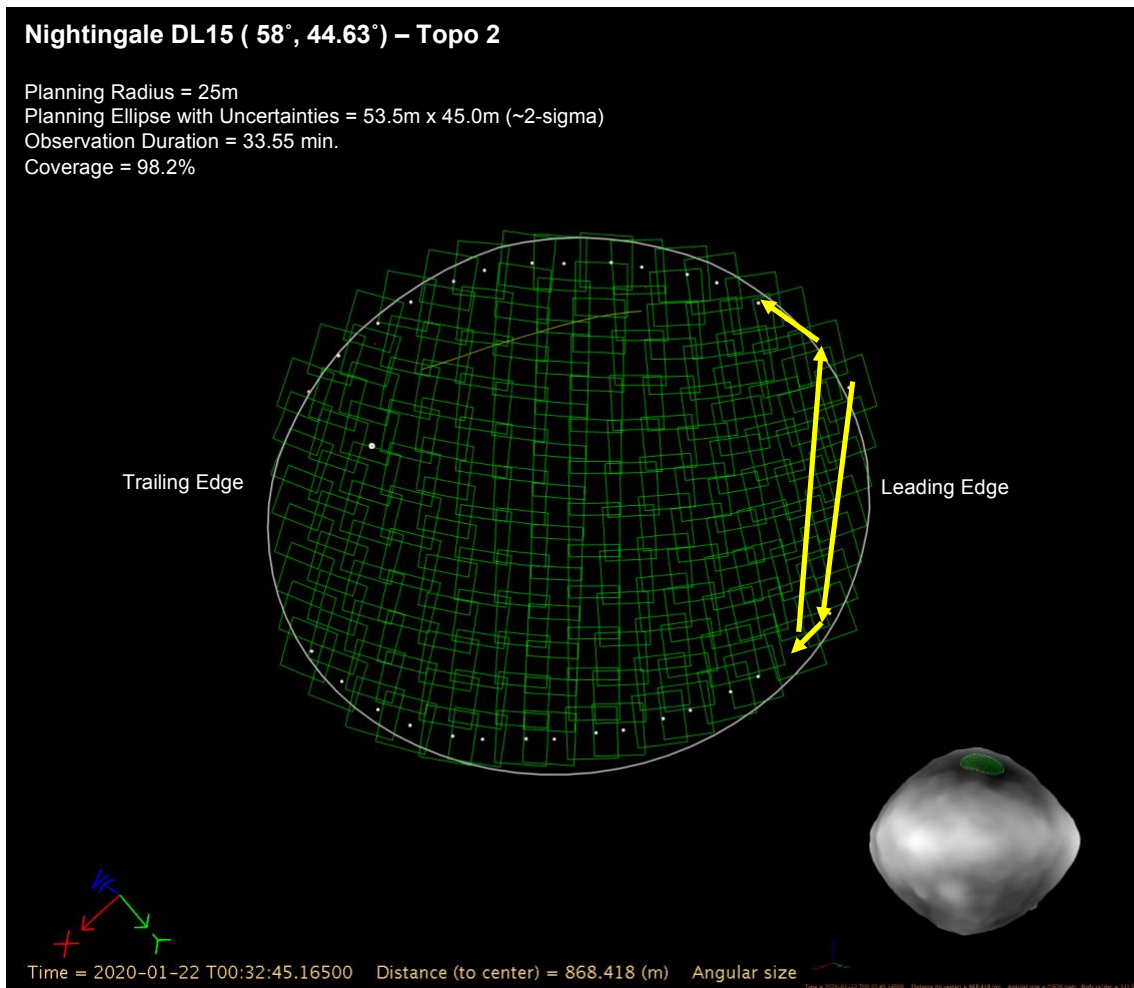 Nightingale DL15 ( 58˚, 44.63˚) – Topo 2
Planning Radius = 25m
Planning Ellipse with Uncertainties = 53.5m x 45.0m (~2-sigma)
Observation Duration = 33.55 min.
Coverage = 98.2%
Trailing Edge
Leading Edge
X
Y
Time = 2020-01-22 T00:32:45.16500 Distance (to center) = 868.418 (m) Angular size